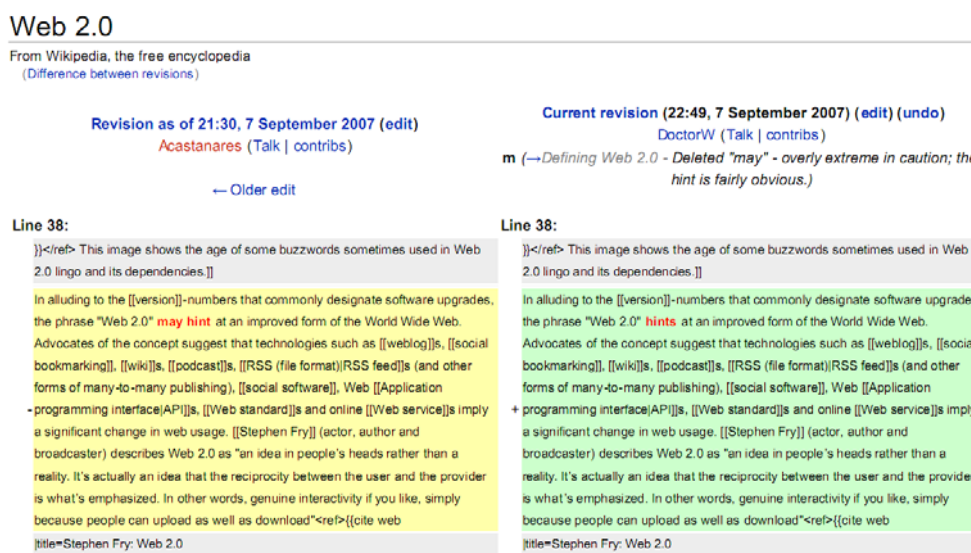 Web 2.0
From Wikipedia, the free encyclopedia
(Difference between revisions)
Revision as of 21:30, 7 September 2007 (edit)
Acastanares (Talk | contribs)
← Older edit
Line 38:
}}</ref> This image shows the age of some buzzwords sometimes used in Web
2.0 lingo and its dependencies.]]
In alluding to the [[version]]-numbers that commonly designate software upgrades,
the phrase "Web 2.0" may hint at an improved form of the World Wide Web.
Advocates of the concept suggest that technologies such as [[weblog]]s, [[social
bookmarking]], [[wiki]]s, [[podcast]]s, [[RSS (file format)|RSS feed]]s (and other
forms of many-to-many publishing), [[social software]], Web [[Application
- programming interface|API]]s, [[Web standard]]s and online [[Web service]]s imply
a significant change in web usage. [[Stephen Fry]] (actor, author and
broadcaster) describes Web 2.0 as "an idea in people's heads rather than a
reality. It's actually an idea that the reciprocity between the user and the provider
is what's emphasized. In other words, genuine interactivity if you like, simply
because people can upload as well as download"<ref>{{cite web
|title=Stephen Fry: Web 2.0
Current revision (22:49, 7 September 2007) (edit) (undo)
DoctorW (Talk | contribs)
m (→Defining Web 2.0 - Deleted "may" - overly extreme in caution; the
hint is fairly obvious.)
Line 38:
}}</ref> This image shows the age of some buzzwords sometimes used in Web
2.0 lingo and its dependencies.]]
In alluding to the [[version]]-numbers that commonly designate software upgrade
the phrase "Web 2.0" hints at an improved form of the World Wide Web.
Advocates of the concept suggest that technologies such as [[weblog]]s, [[socia
bookmarking]], [[wiki]]s, [[podcast]]s, [[RSS (file format)|RSS feed]]s (and other
forms of many-to-many publishing), [[social software]], Web [[Application
+ programming interface|API]]s, [[Web standard]]s and online [[Web service]]s imply
a significant change in web usage. [[Stephen Fry]] (actor, author and
broadcaster) describes Web 2.0 as "an idea in people's heads rather than a
reality. It's actually an idea that the reciprocity between the user and the provider
is what's emphasized. In other words, genuine interactivity if you like, simply
because people can upload as well as download"<ref>{{cite web
|title=Stephen Fry: Web 2.0